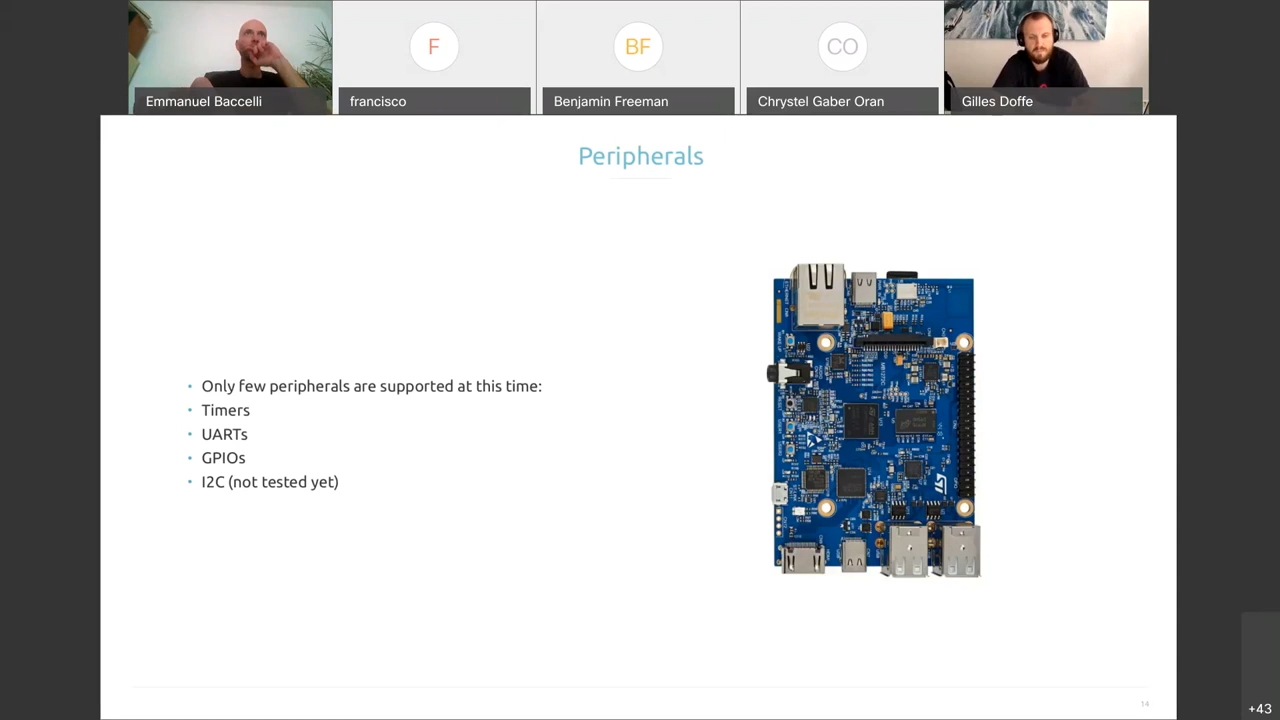 F
BF
CO
Emmanuel Baccelli
francisco
Benjamin Freeman
Chrystel Gaber Oran
Gilles Doffe
Peripherals
• Only few peripherals are supported at this time:
• Timers
• UARTs
• GPIOs
• I2C (not tested yet)
14
+43